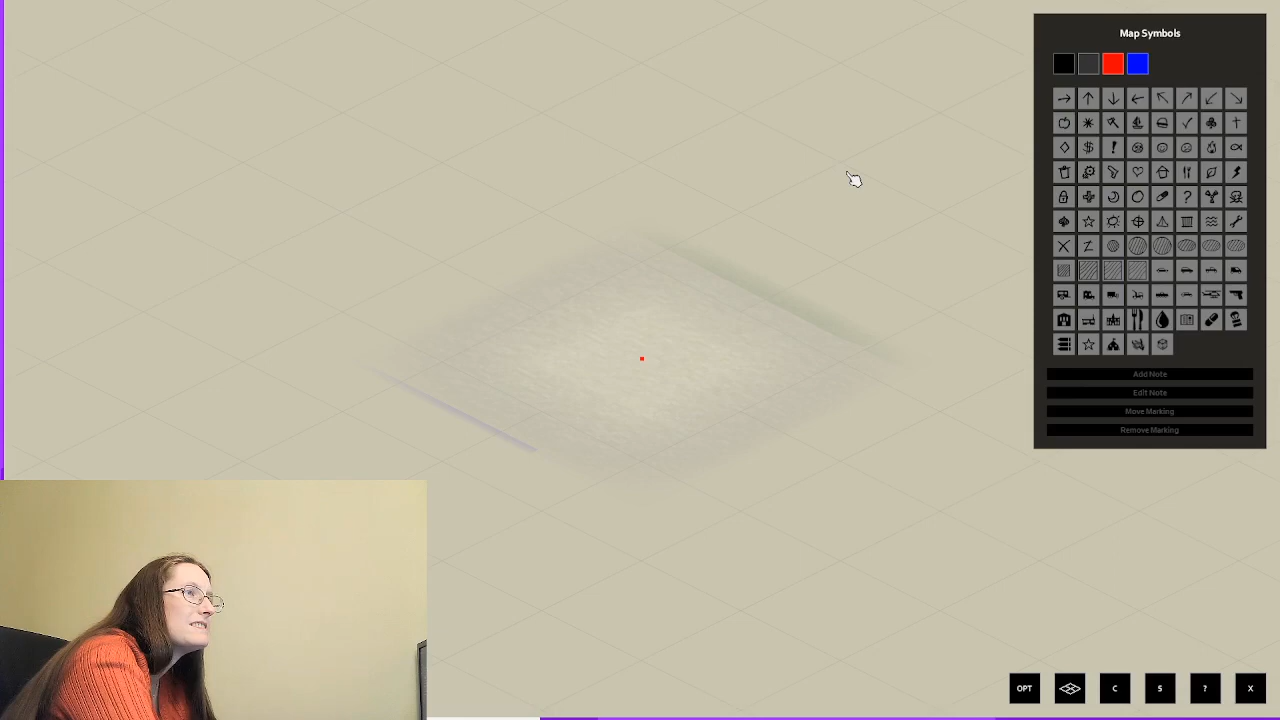 Map Symbols
Add Note
Edit Note
Move Marking
Remove Marking
OPT
C
S
?
X